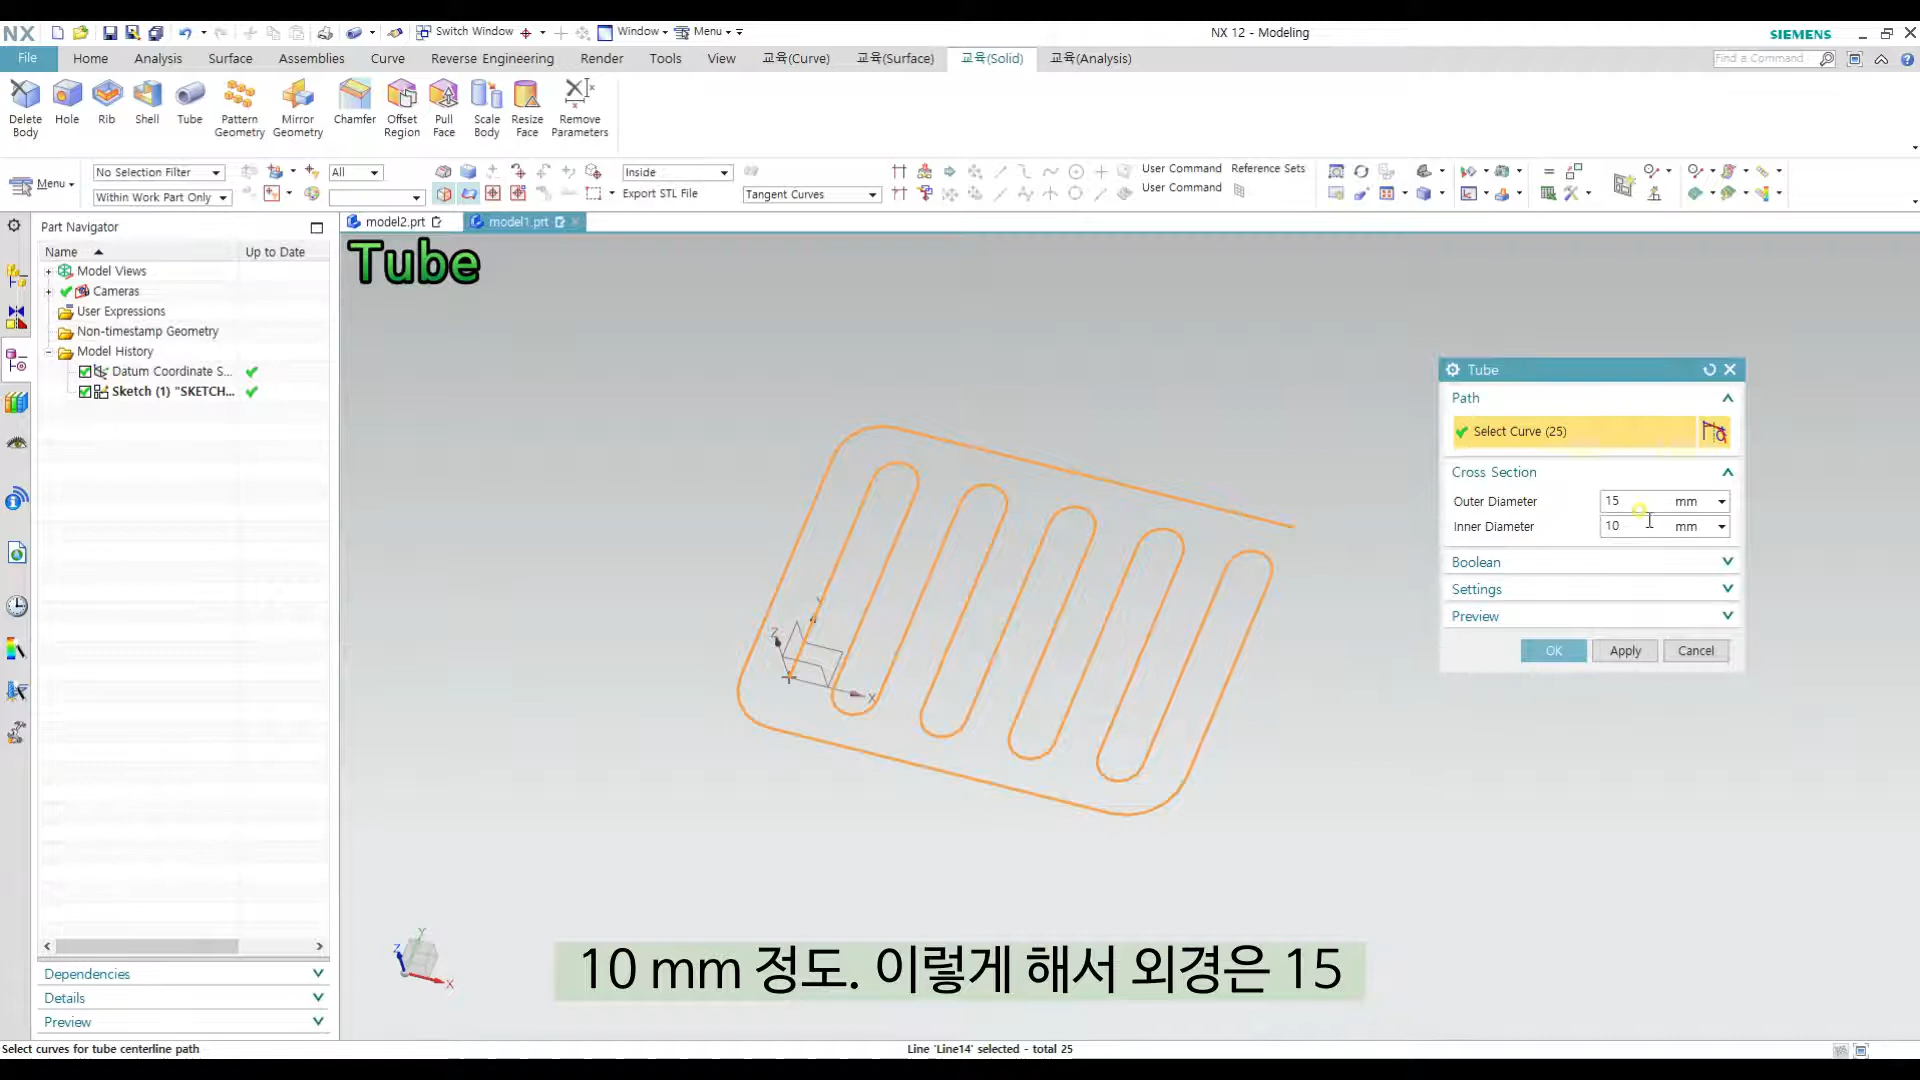 NX
Switch Window
Window
Menu
NX 12 - Modeling
SIEMENS
File
Home
Analysis
Surface
Assemblies
Curve
Reverse Engineering
Render
Tools
View
교육(Curve)
교육(Surface)
교육(Solid)
교육(Analysis)
Find a Command
Delete Body
Hole
Rib
Shell
Tube
Pattern Geometry
Mirror Geometry
Chamfer
Offset Region
Pull Face
Scale Body
Resize Face
Remove Parameters
Menu
No Selection Filter
All
Inside
User Command
Reference Sets
Within Work Part Only
Export STL File
Tangent Curves
User Command
Part Navigator
model2.prt
model1.prt
Name
Up to Date
Model Views
Cameras
User Expressions
Non-timestamp Geometry
Model History
Datum Coordinate S...
Sketch (1) "SKETCH...
Tube
Tube
Path
Select Curve (25)
Cross Section
Outer Diameter
15
mm
Inner Diameter
10
mm
Boolean
Settings
Preview
OK
Apply
Cancel
Y
Z
X
Y
Z
X
10 mm 정도. 이렇게 해서 외경은 15
Dependencies
Details
Preview
Select curves for tube centerline path
Line 'Line14' selected - total 25